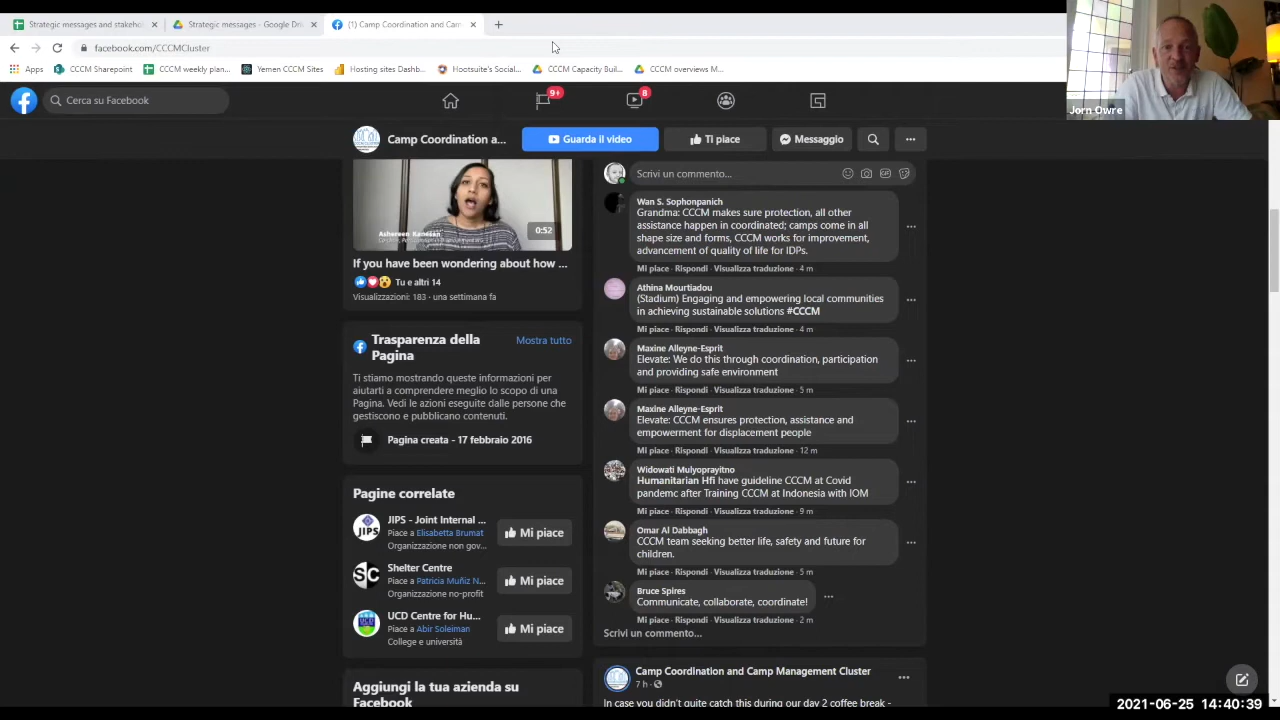 Strategic messages and stakeh
Strategic messages - Google Dri
(1) Camp Coordination and Cam
facebook.com/CCCMCluster
Apps
CCCM Sharepoint
CCCM weekly plan...
Yemen CCCM Sites
Hosting sites Dashb...
Hootsuite's Social...
CCCM Capacity Buil...
CCCM overviews M...
Jorn Owre
Cerca su Facebook
9+
8
Camp Coordination a...
Guarda il video
Ti piace
Messaggio
0:52
If you have been wondering about how ...
Tu e altri 14
Visualizzazioni: 183 · una settimana fa
Trasparenza della
Pagina
Mostra tutto
Ti stiamo mostrando queste informazioni per
aiutarti a comprendere meglio lo scopo di una
Pagina. Vedi le azioni eseguite dalle persone che
gestiscono e pubblicano contenuti.
Pagina creata - 17 febbraio 2016
Pagine correlate
JIPS
JIPS - Joint Internal ...
Piace a Elisabetta Brumat
Organizzazione non gov...
Mi piace
SC
Shelter Centre
Piace a Patricia Muñiz N...
Organizzazione no-profit
Mi piace
UCD
UCD Centre for Hu...
Piace a Abir Soleiman
College e università
Mi piace
Aggiungi la tua azienda su
Facebook
Scrivi un commento...
GIF
Wan S. Sophonpanich
Grandma: CCCM makes sure protection, all other
assistance happen in coordinated; camps come in all
shape size and forms, CCCM works for improvement,
advancement of quality of life for IDPs.
Mi piace · Rispondi · Visualizza traduzione · 4 m
Athina Mourtiadou
(Stadium) Engaging and empowering local communities
in achieving sustainable solutions #CCCM
Mi piace · Rispondi · Visualizza traduzione · 4 m
Maxine Alleyne-Esprit
Elevate: We do this through coordination, participation
and providing safe environment
Mi piace · Rispondi · Visualizza traduzione · 5 m
Maxine Alleyne-Esprit
Elevate: CCCM ensures protection, assistance and
empowerment for displacement people
Mi piace · Rispondi · Visualizza traduzione · 12 m
Widowati Mulyoprayitno
Humanitarian Hfi have guideline CCCM at Covid
pandemc after Training CCCM at Indonesia with IOM
Mi piace · Rispondi · Visualizza traduzione · 9 m
Omar Al Dabbagh
CCCM team seeking better life, safety and future for
children.
Mi piace · Rispondi · Visualizza traduzione · 5 m
Bruce Spires
Communicate, collaborate, coordinate!
Mi piace · Rispondi · Visualizza traduzione · 2 m
Scrivi un commento...
Camp Coordination and Camp Management Cluster
7 h
In case you didn't quite catch this during our day 2 coffee break -
2021-06-25 14:40:39